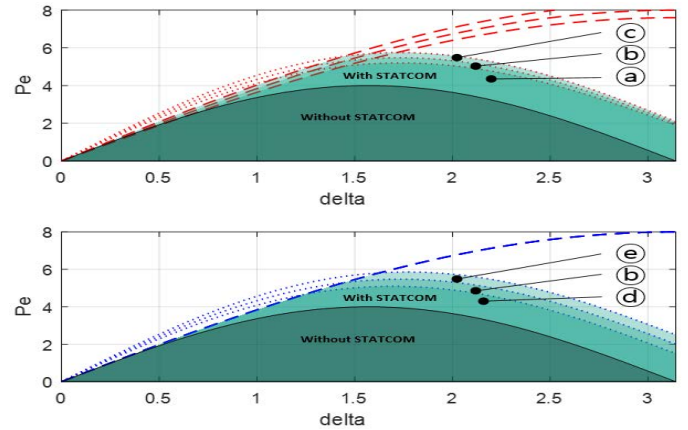 8
6
4
2
0
Pe
With STATCOM
Without STATCOM
c
b
a
0 0.5 1 1.5 2 2.5 3
delta
8
6
4
2
0
Pe
With STATCOM
Without STATCOM
e
b
d
0 0.5 1 1.5 2 2.5 3
delta